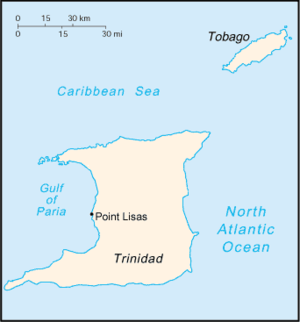 0 15 30 km
0 15 30 mi
Tobago
Caribbean Sea
Gulf
of
Paria
Point Lisas
North
Atlantic
Ocean
Trinidad